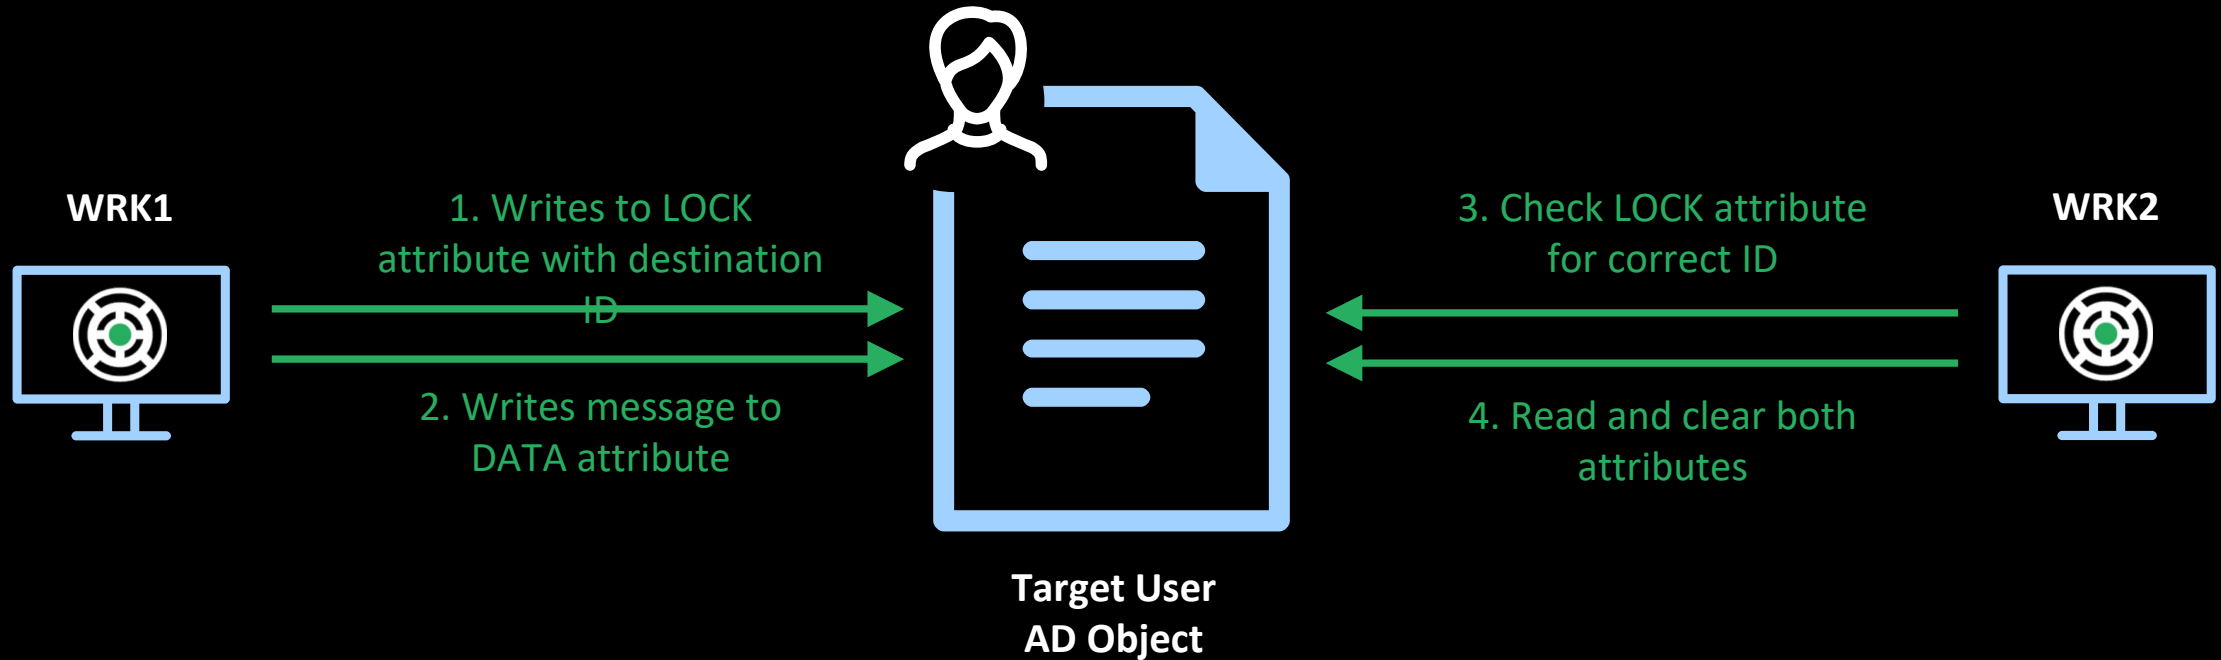 WRK1
1. Writes to LOCK
attribute with destination
ID
2. Writes message to
DATA attribute
3. Check LOCK attribute
for correct ID
4. Read and clear both
attributes
WRK2
Target User
AD Object